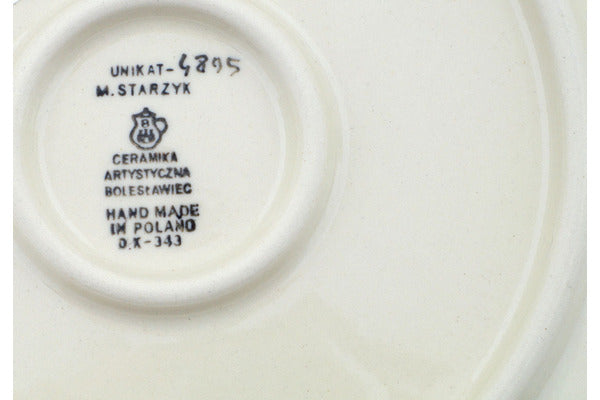 UNIKAT-4895
M.STARZYK
B
CERAMIKA
ARTYSTYCZNA
BOLESŁAWIEC
HAND MADE
IN POLAND
D.K-343